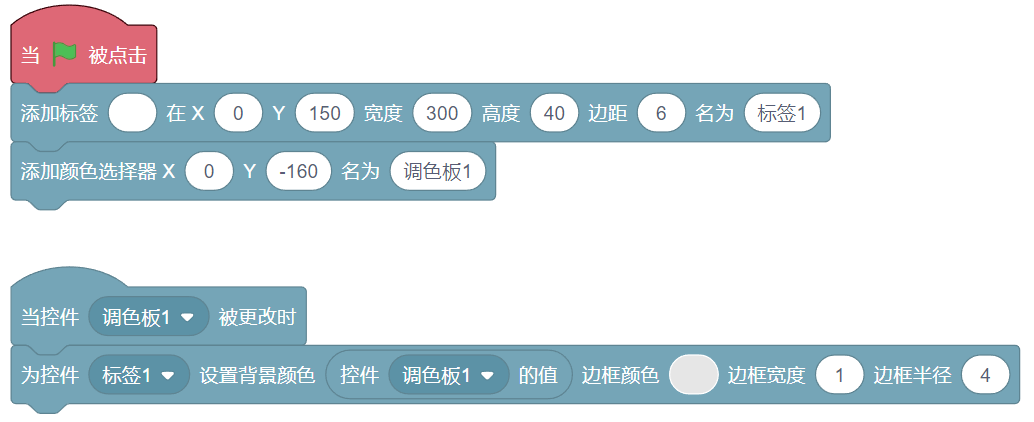 当 被点击
添加标签 在 X 0 Y 150 宽度 300 高度 40 边距 6 名为 标签1
添加颜色选择器 X 0 Y -160 名为 调色板1
当控件 调色板1 被更改时
为控件 标签1 设置背景颜色 控件 调色板1 的值 边框颜色 边框宽度 1 边框半径 4